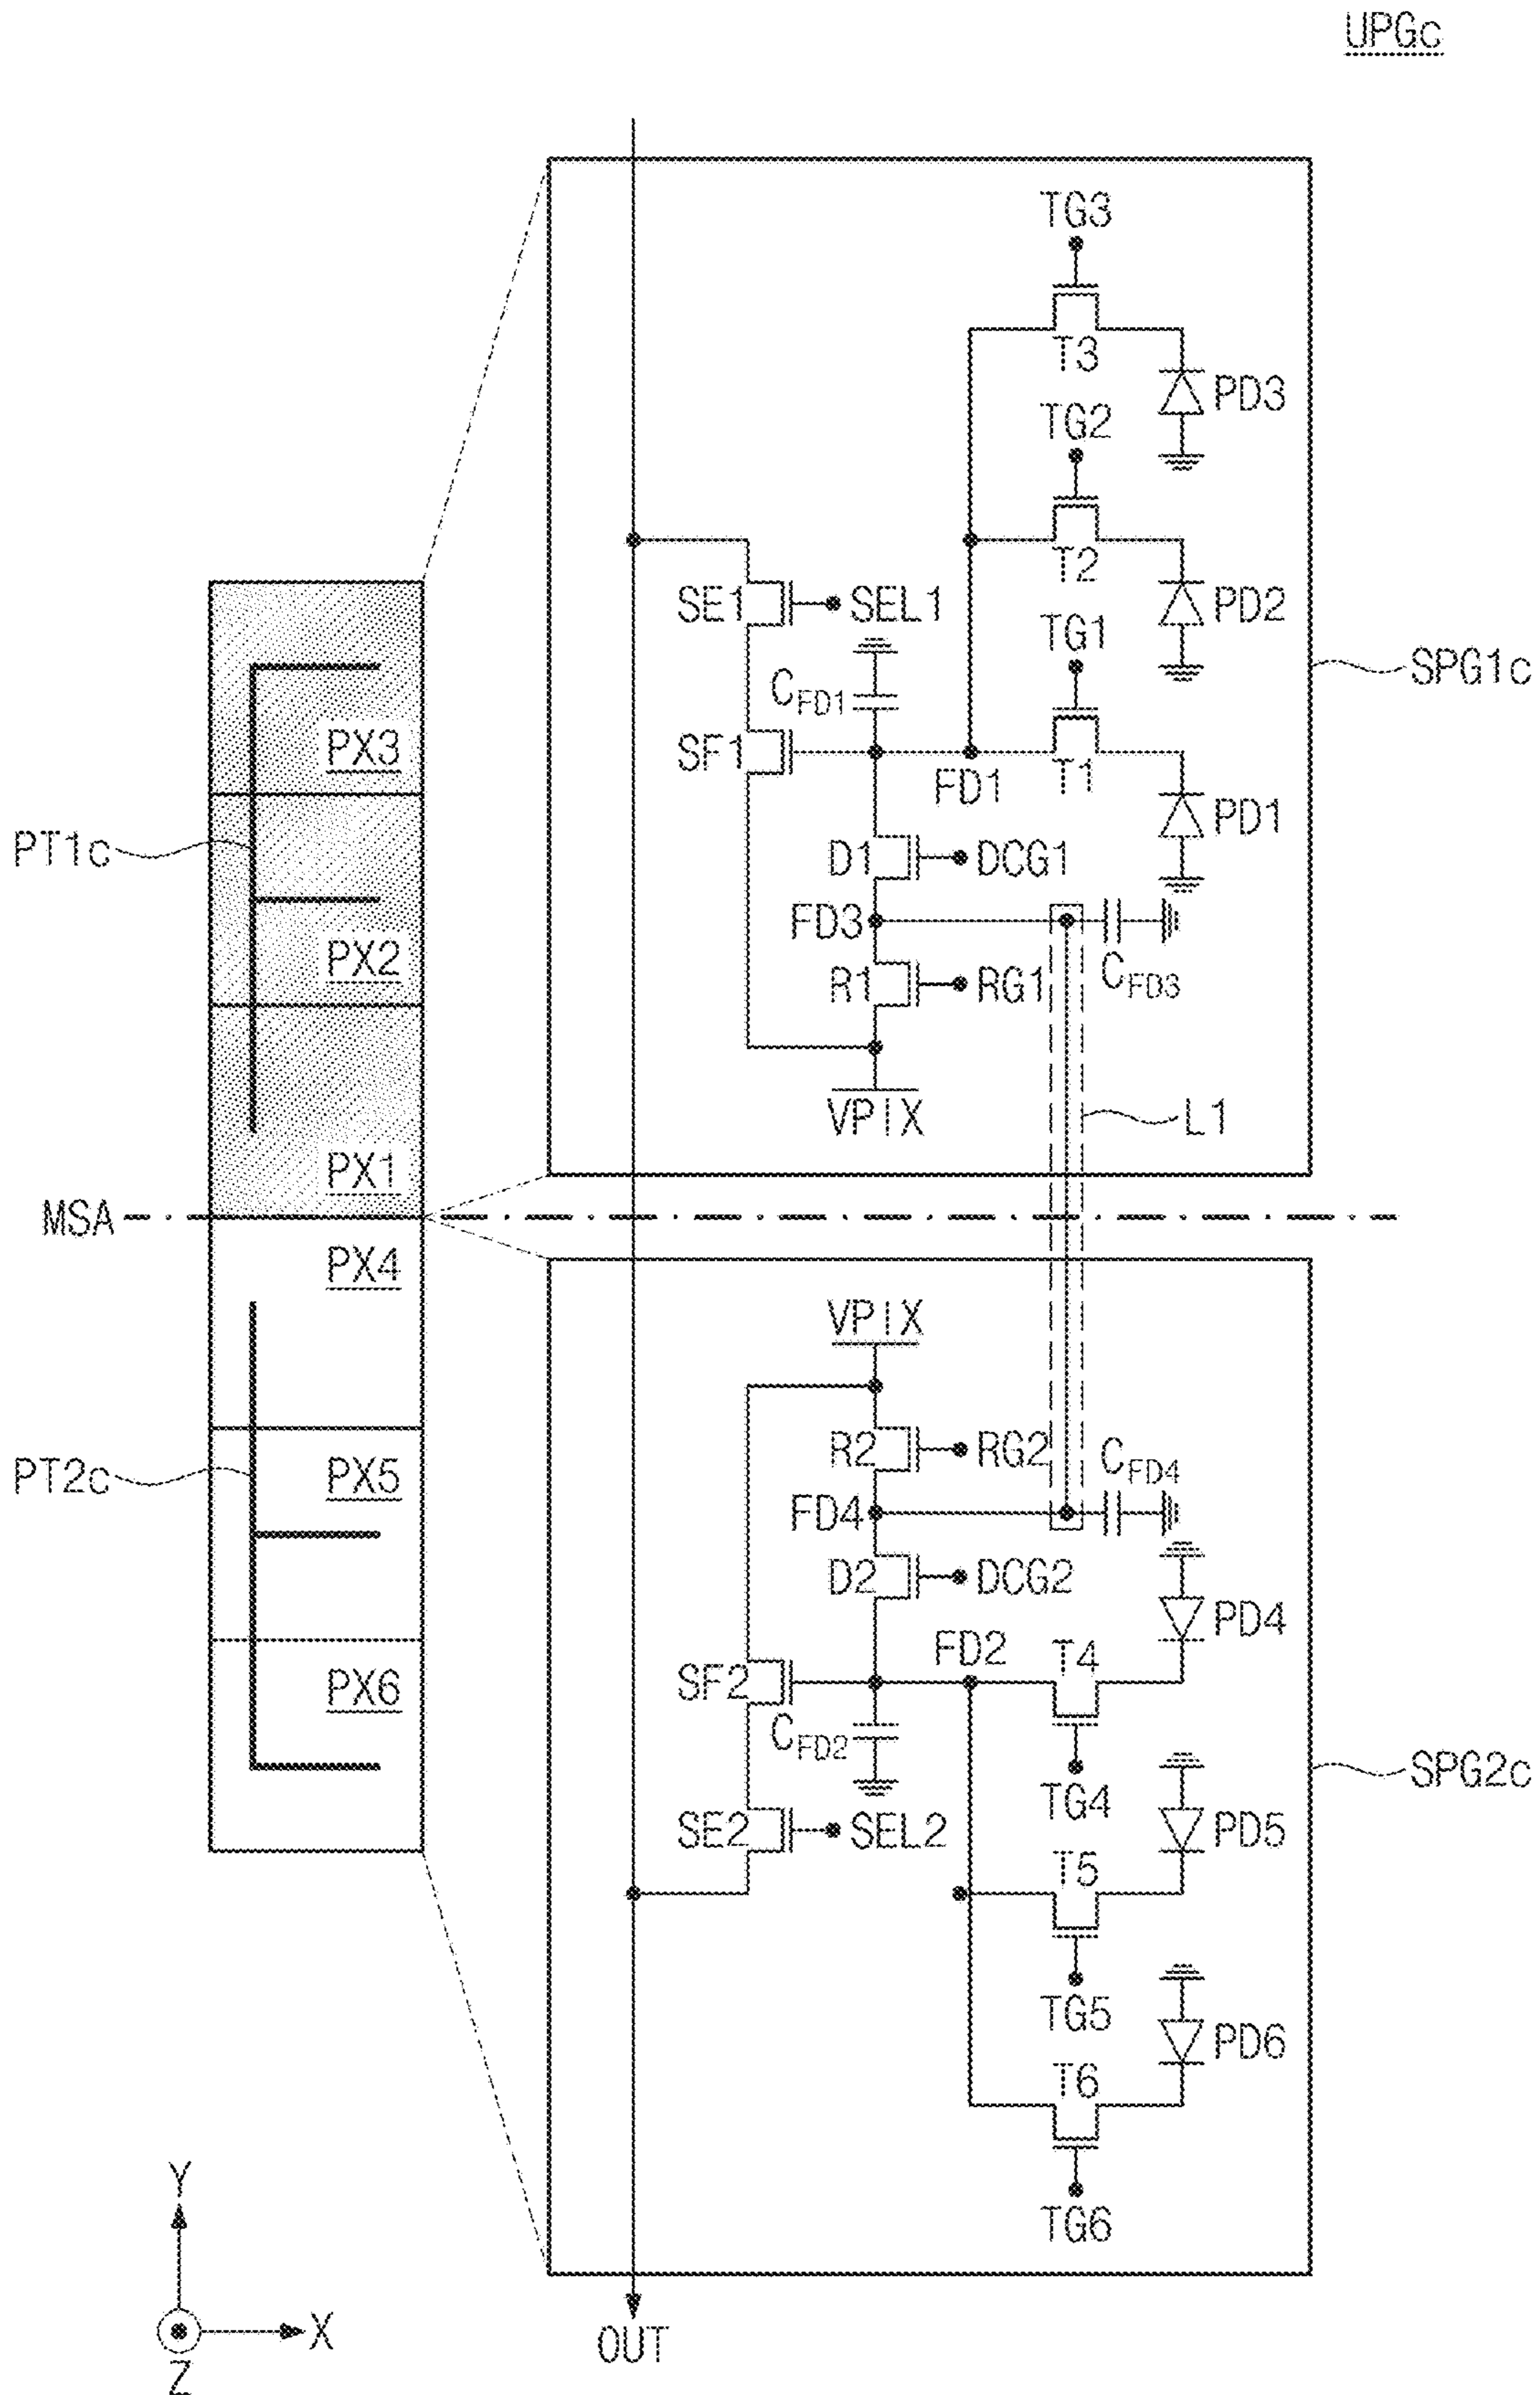 UPGc
TG3
T3
PD3
TG2
T2
PD2
SE1
SEL1
TG1
SPG1c
CFD1
PX3
SF1
FD1
T1
PD1
PT1c
D1
DCG1
FD3
PX2
R1
RG1
CFD3
VPIX
L1
PX1
MSA
PX4
VPIX
R2
RG2
CFD4
PT2c
PX5
FD4
D2
DCG2
PD4
FD2
T4
PX6
SF2
CFD2
SPG2c
TG4
SE2
SEL2
PD5
T5
TG5
PD6
T6
Y
TG6
X
OUT
Z